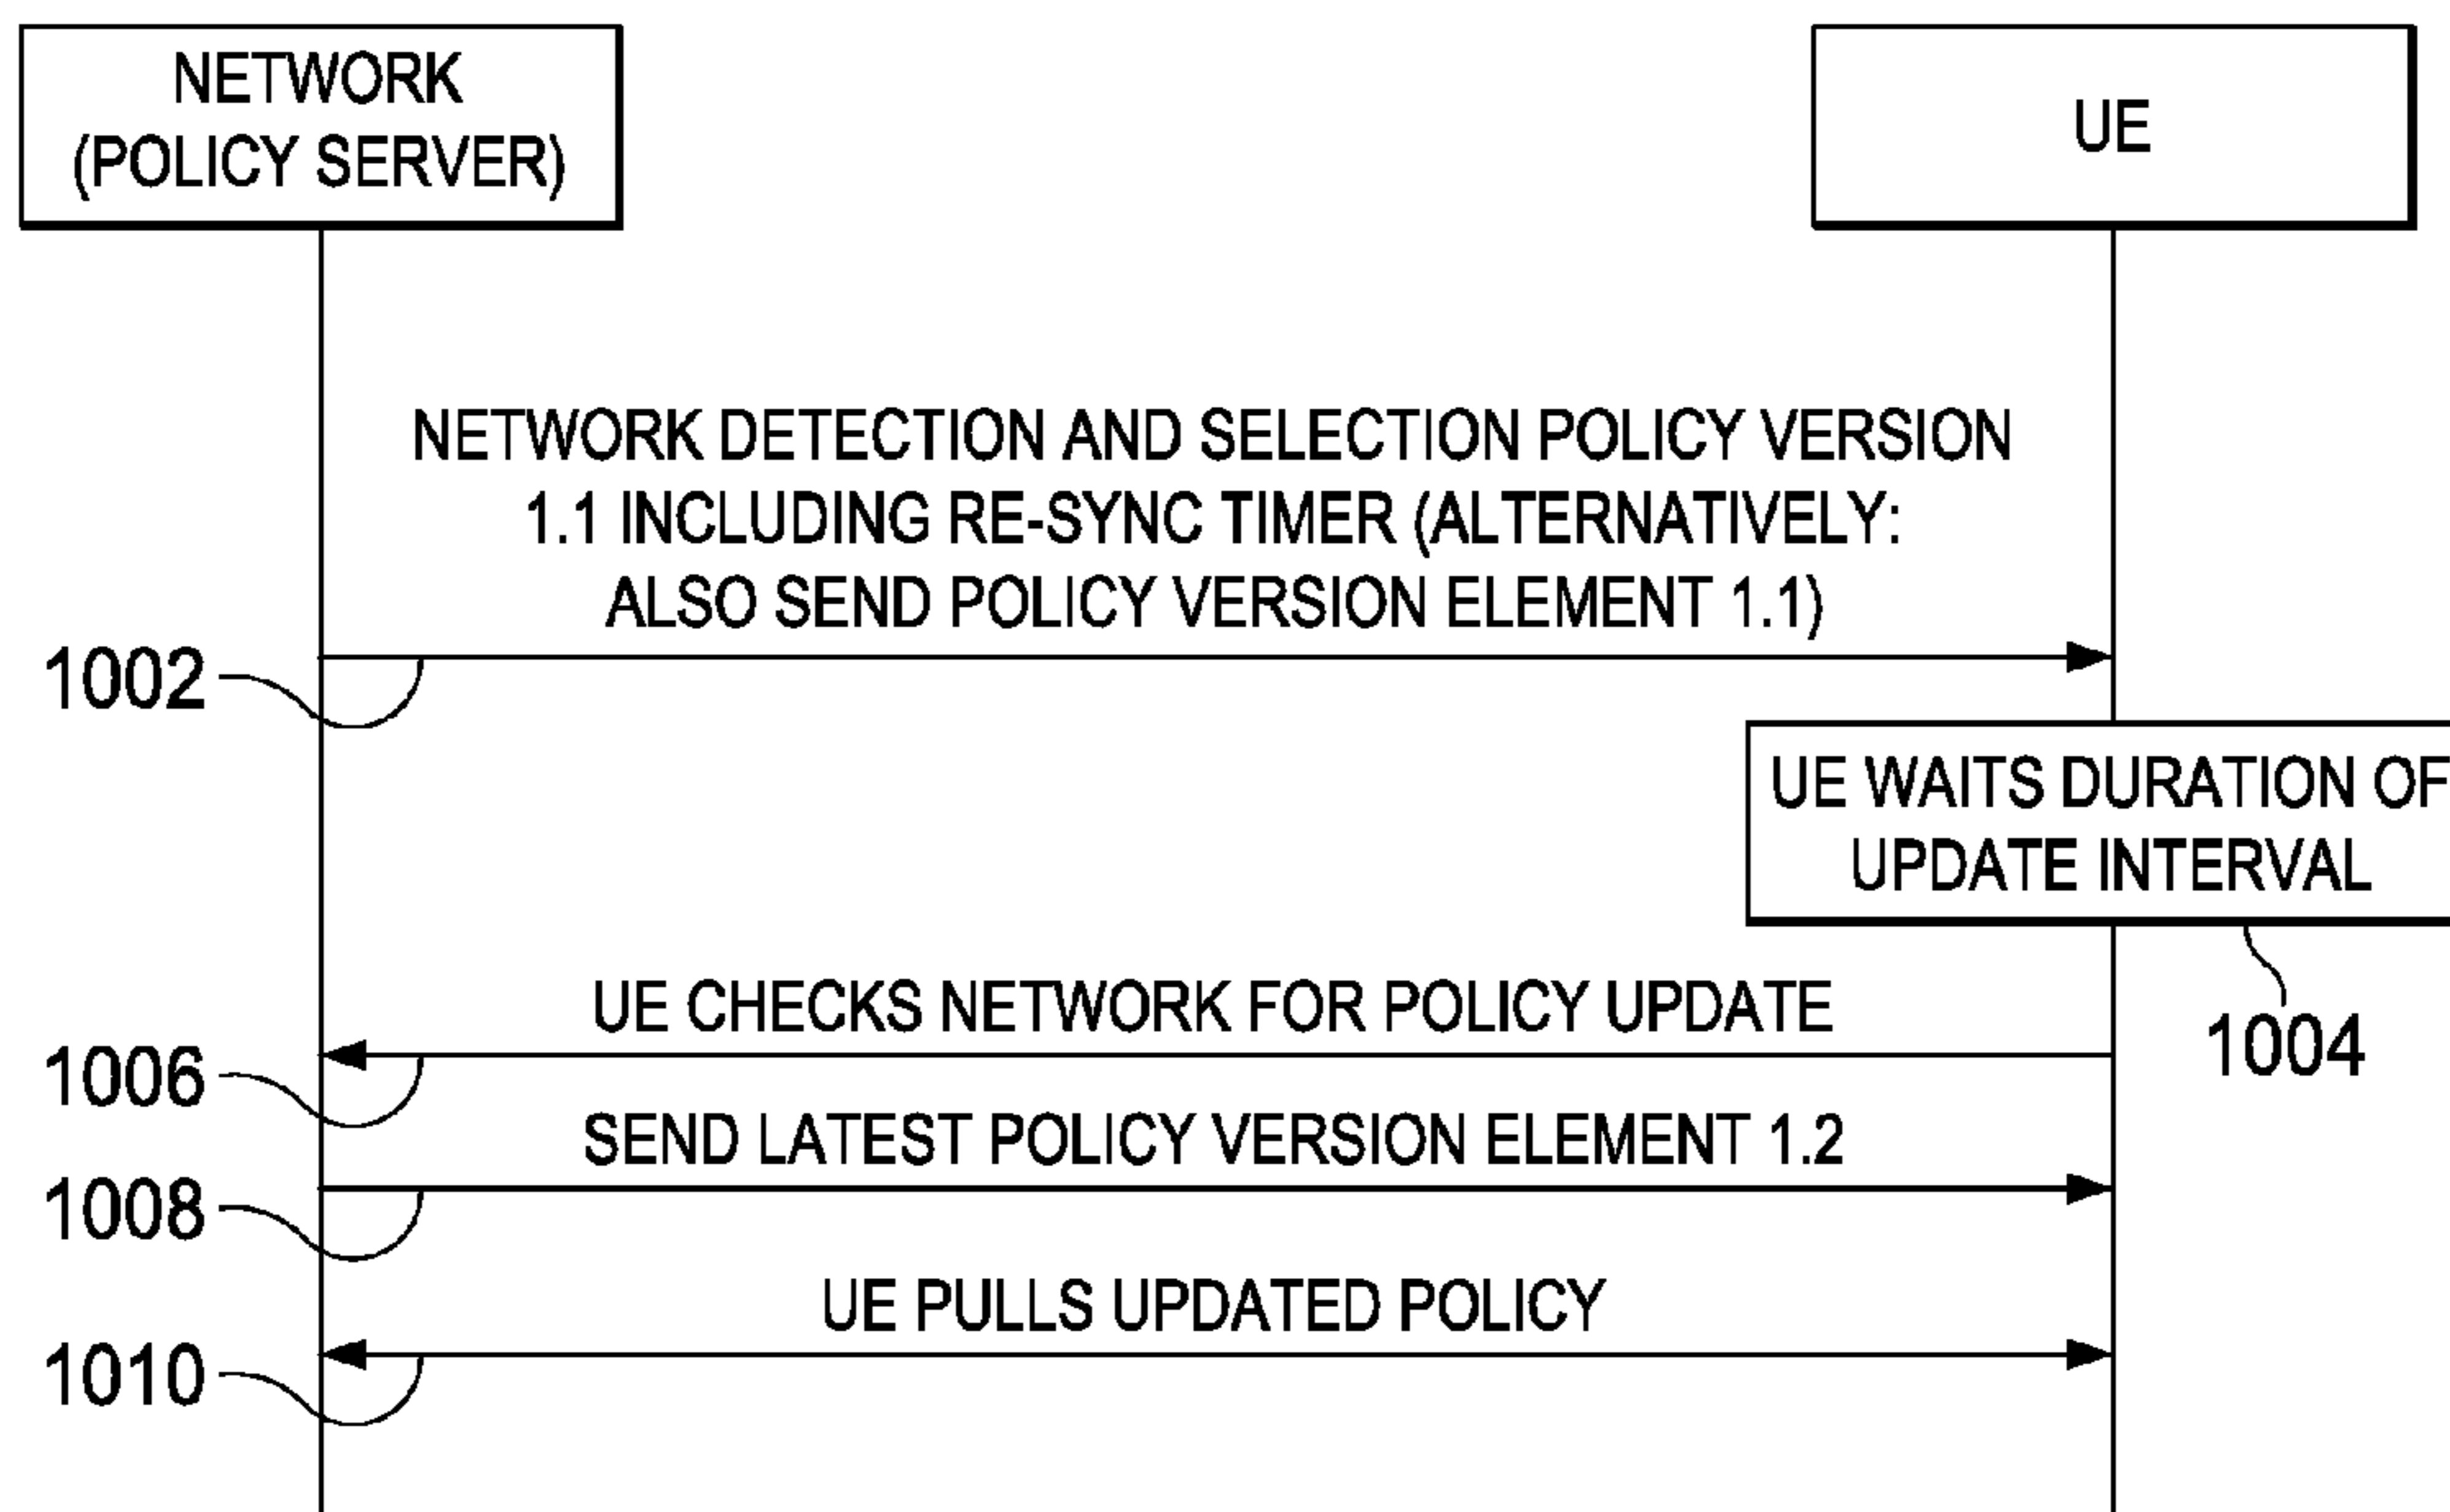 NETWORK
(POLICY SERVER)
UE
NETWORK DETECTION AND SELECTION POLICY VERSION
1.1 INCLUDING RE-SYNC TIMER (ALTERNATIVELY:
ALSO SEND POLICY VERSION ELEMENT 1.1)
1002
UE WAITS DURATION OF
UPDATE INTERVAL
1004
UE CHECKS NETWORK FOR POLICY UPDATE
1006
SEND LATEST POLICY VERSION ELEMENT 1.2
1008
UE PULLS UPDATED POLICY
1010